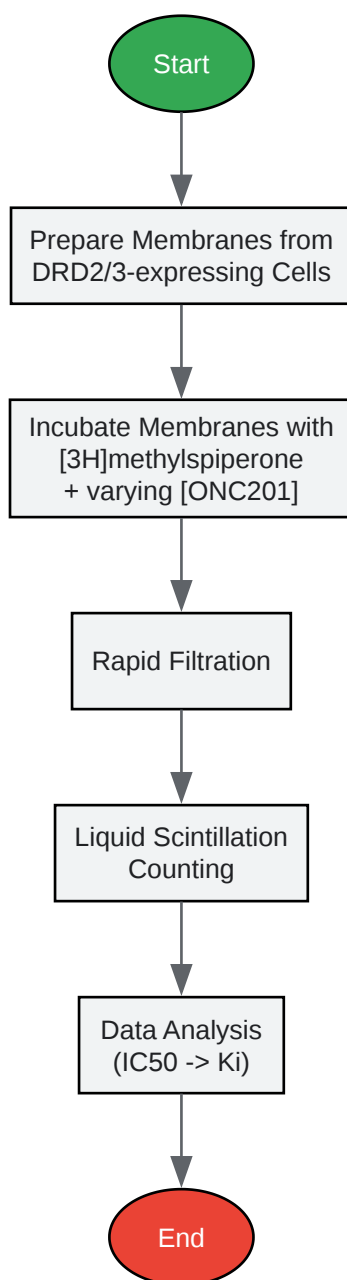 Start
Prepare Membranes from
DRD2/3-expressing Cells
Incubate Membranes with
[3H]methylspiperone
+ varying [ONC201]
Rapid Filtration
Liquid Scintillation
Counting
Data Analysis
(IC50 -> Ki)
End